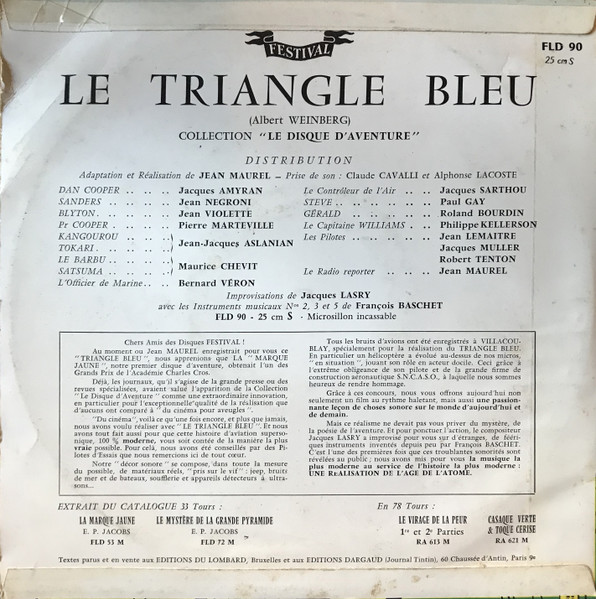 FESTIVAL
FLD 90
25 cm S
LE TRIANGLE BLEU
(Albert WEINBERG)
COLLECTION "LE DISQUE D'AVENTURE"
DISTRIBUTION
Adaptation et Réalisation de JEAN MAUREL – Prise de son : Claude CAVALLI et Alphonse LACOSTE
DAN COOPER .. .. .. Jacques AMYRAN
SANDERS .. .. .. Jean NEGRONI
BLYTON. .. .. .. Jean VIOLETTE
Pr COOPER . .. .. .. Pierre MARTEVILLE
KANGOUROU .. .. ..
TOKARI. .. .. .. ..
Jean-Jacques ASLANIAN
LE BARBU .. .. ..
SATSUMA .. .. .. ..
Maurice CHEVIT
L'Officier de Marine.. .. Bernard VÉRON
Le Contrôleur de l'Air .. .. Jacques SARTHOU
STEVE .. .. .. .. .. .. Paul GAY
GÉRALD .. .. .. .. .. Roland BOURDIN
Le Capitaine WILLIAMS . .. Philippe KELLERSON
Les Pilotes .. .. .. .. .. Jean LEMAITRE
Jacques MULLER
Robert TENTON
Le Radio reporter .. .. .. Jean MAUREL
Improvisations de Jacques LASRY
avec les Instruments musicaux Nos 2, 3 et 5 de François BASCHET
FLD 90 - 25 cm S - Microsillon incassable
Chers Amis des Disques FESTIVAL !
Au moment ou Jean MAUREL enregistrait pour vous ce
"TRIANGLE BLEU", nous apprenions que LA "MARQUE
JAUNE", notre premier disque d'aventure, obtenait l'un des
Grands Prix de l'Académie Charles Cros.
Déjà, les journaux, qu'il s'agisse de la grande presse ou des
revues spécialisées, avaient salué l'apparition de la Collection
"Le Disque d'Aventure" comme une extraordinaire innovation,
en particulier pour l'exceptionnelle qualité de la réalisation que
d'aucuns ont comparé à "du cinéma pour aveugles".
"Du cinéma", voilà ce qu'une fois encore, et plus que jamais,
nous avons voulu réaliser avec "LE TRIANGLE BLEU". Et nous
avons tout fait aussi pour que cette histoire d'aviation superso-
nique, 100 % moderne, vous soit contée de la manière la plus
vraie possible. Pour celà, nous avons été conseillés par des Pi-
lotes d'Essais que nous remercions ici de tout cœur.
Notre "décor sonore" se compose, dans toute la mesure
du possible, de matériaux réels, "pris sur le vif" : jeep, bruits
de mer et de bateaux, soufflerie et appareils détecteurs à ultra-
sons...
Tous les bruits d'avions ont été enregistrés à VILLACOU-
BLAY, spécialement pour la réalisation du TRIANGLE BLEU.
En particulier un hélicoptère a évolué au-dessus de nos micros,
"en situation", jouant son rôle en acteur docile. Ceci grâce à
l'extrême obligeance de son pilote et de la grande firme de
construction aéronautique S.N.C.A.S.O., à laquelle nous sommes
heureux de rendre hommage.
Grâce à ces concours, nous vous offrons aujourd'hui non
seulement un film au rythme haletant, mais aussi une passion-
nante leçon de choses sonore sur le monde d'aujourd'hui et
de demain.
Mais ce réalisme ne devait pas vous priver du mystère, de
la poésie de l'aventure. Et pour ponctuer l'action, le compositeur
Jacques LASRY a improvisé pour vous sur d'étranges, de féeri-
ques instruments inventés depuis peu par François BASCHET.
C'est l'une des premières fois que ces troublantes sonorités sont
révélées au public ; nous avons mis pour vous la musique la
plus moderne au service de l'histoire la plus moderne :
UNE RéALISATION DE L'AGE DE L'ATOME.
EXTRAIT DU CATALOGUE 33 Tours :
LA MARQUE JAUNE
E. P. JACOBS
FLD 53 M
LE MYSTÈRE DE LA GRANDE PYRAMIDE
E. P. JACOBS
FLD 72 M
En 78 Tours :
LE VIRAGE DE LA PEUR
1re et 2e Parties
RA 613 M
CASAQUE VERTE
& TOQUE CERISE
RA 621 M
Textes parus et en vente aux EDITIONS DU LOMBARD, Bruxelles et aux EDITIONS DARGAUD (Journal Tintin), 60 Chaussée d'Antin, Paris 9e